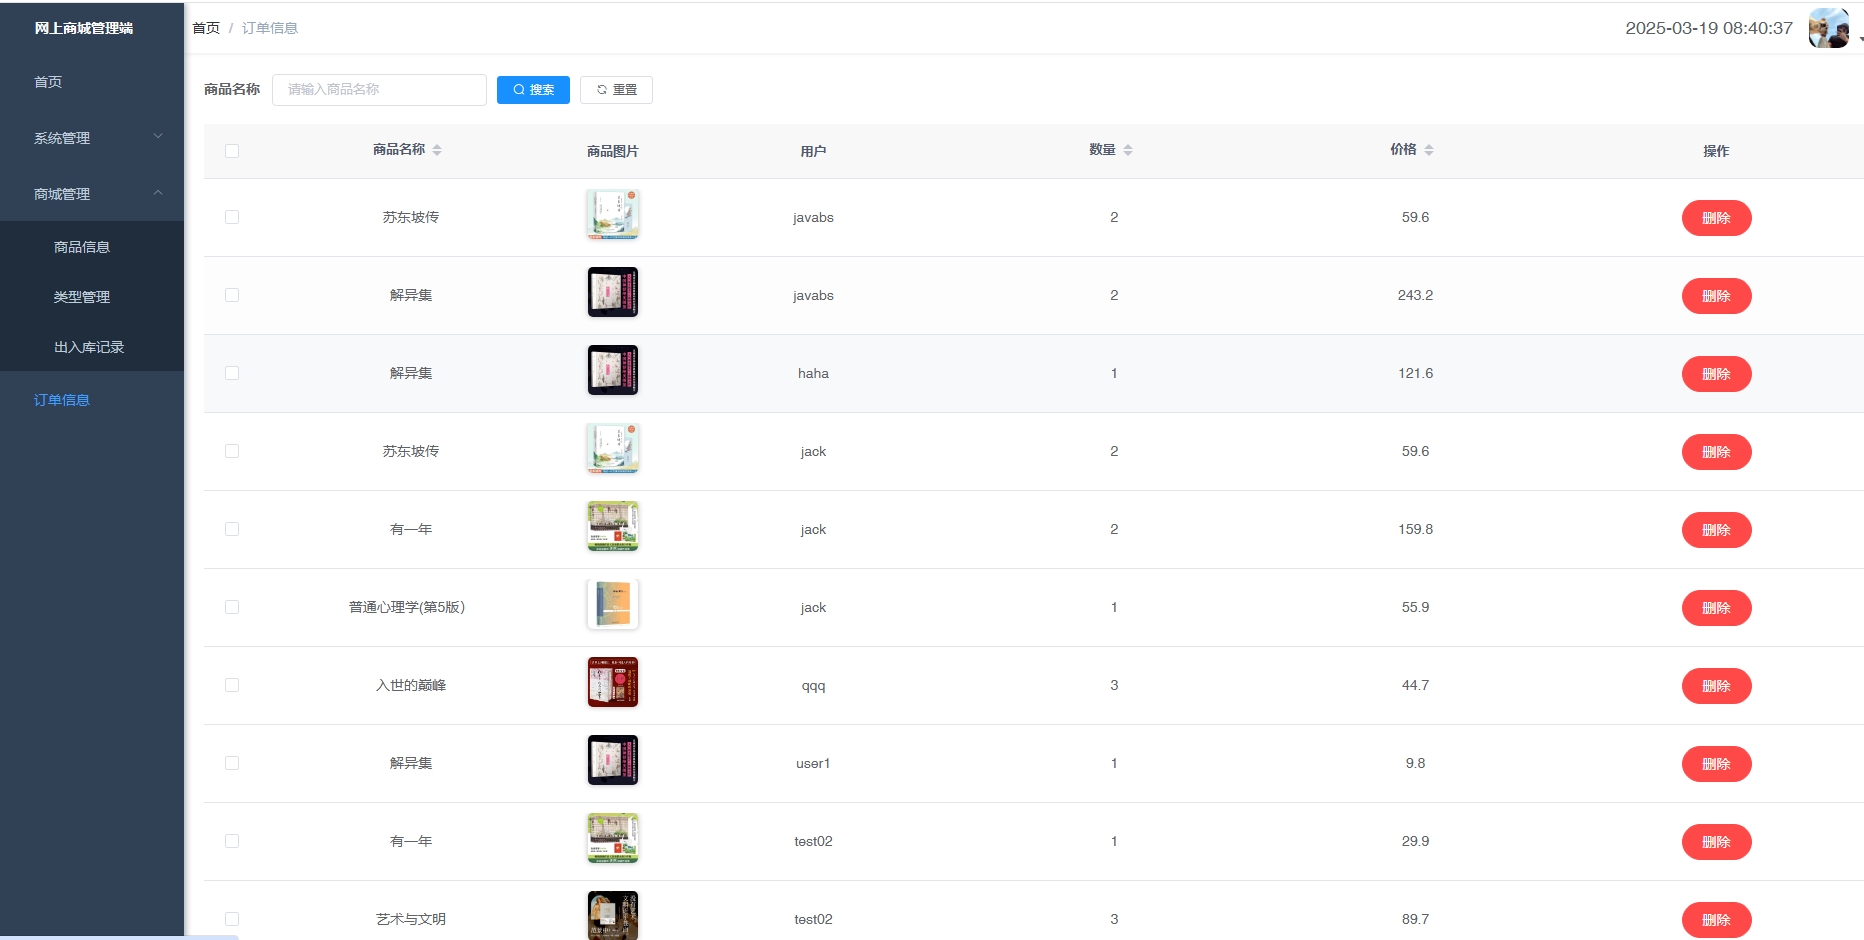 网上商城管理端
首页 / 订单信息
2025-03-19 08:40:37
首页
系统管理
商城管理
商品信息
类型管理
出入库记录
订单信息
商品名称 请输入商品名称 搜索 重置
商品名称 商品图片 用户 数量 价格 操作
苏东坡传 javabs 2 59.6 删除
解异集 javabs 2 243.2 删除
解异集 haha 1 121.6 删除
苏东坡传 jack 2 59.6 删除
有一年 jack 2 159.8 删除
普通心理学(第5版) jack 1 55.9 删除
入世的巅峰 qqq 3 44.7 删除
解异集 user1 1 9.8 删除
有一年 test02 1 29.9 删除
艺术与文明 test02 3 89.7 删除